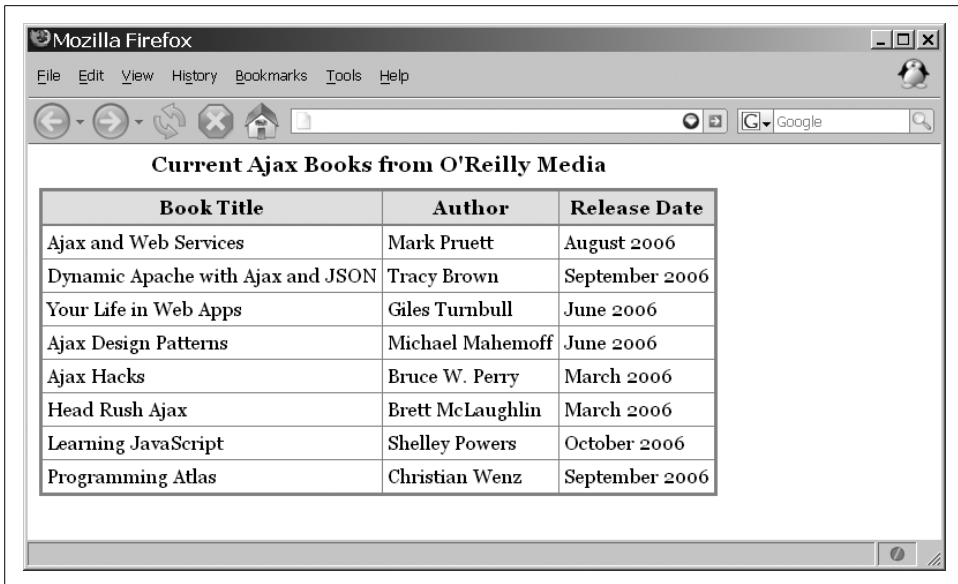 Mozilla Firefox
File Edit View History Bookmarks Tools Help
G Google
Current Ajax Books from O'Reilly Media
Book Title Author Release Date
Ajax and Web Services Mark Pruett August 2006
Dynamic Apache with Ajax and JSON Tracy Brown September 2006
Your Life in Web Apps Giles Turnbull June 2006
Ajax Design Patterns Michael Mahemoff June 2006
Ajax Hacks Bruce W. Perry March 2006
Head Rush Ajax Brett McLaughlin March 2006
Learning JavaScript Shelley Powers October 2006
Programming Atlas Christian Wenz September 2006